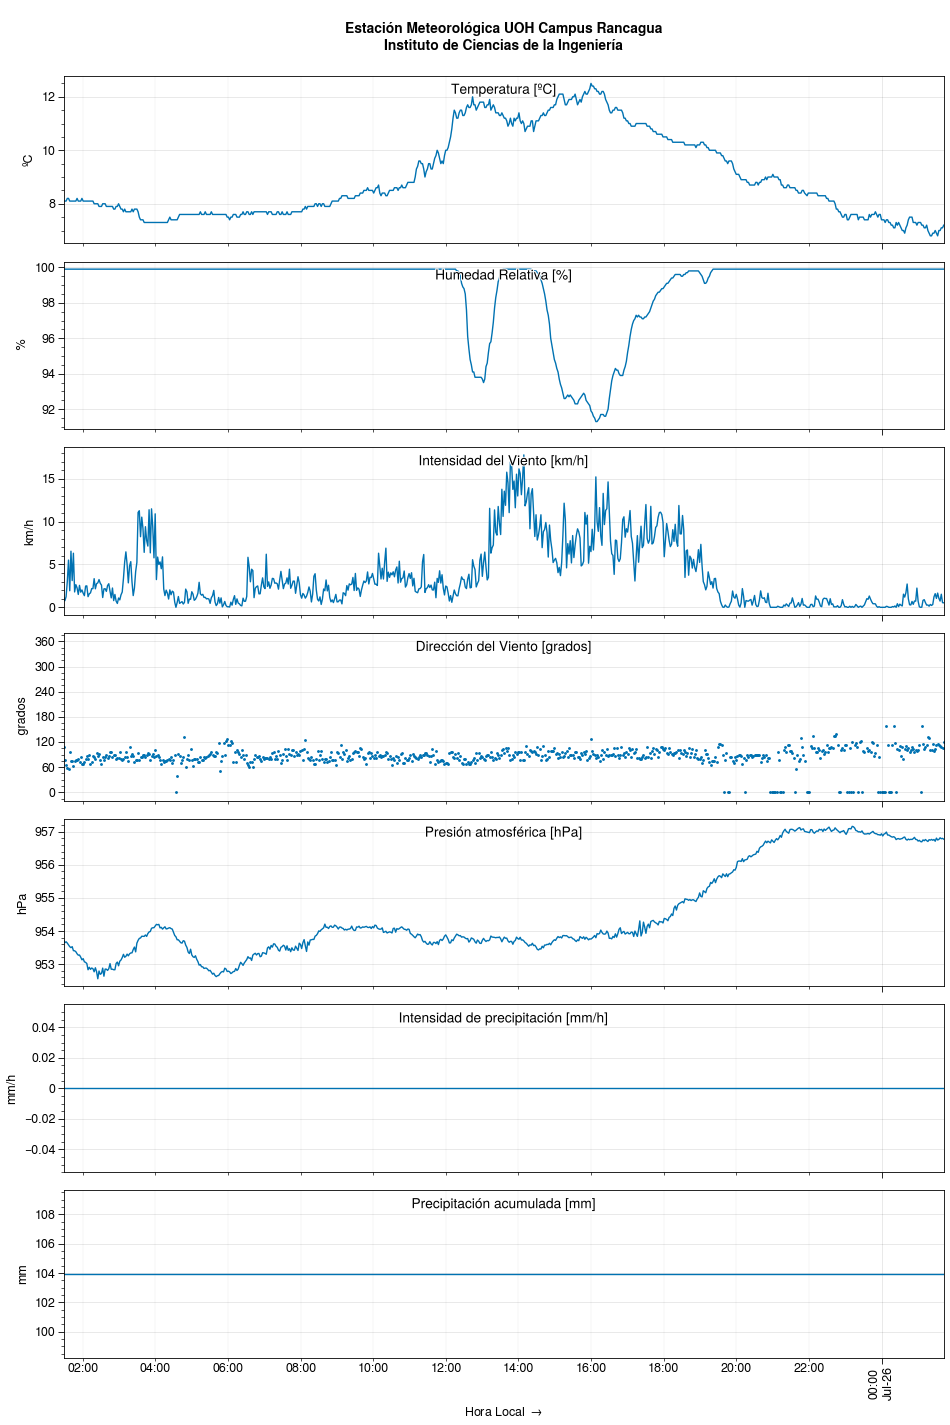 Estación Meteorológica UOH Campus Rancagua
Instituto de Ciencias de la Ingeniería
Temperatura [ºC]
12
10
8
ºC
Humedad Relativa [%]
100
98
96
94
92
%
Intensidad del Viento [km/h]
15
10
5
0
km/h
Dirección del Viento [grados]
360
300
240
180
120
60
0
grados
Presión atmosférica [hPa]
957
956
955
954
953
hPa
Intensidad de precipitación [mm/h]
0.04
0.02
0
−0.02
−0.04
mm/h
Precipitación acumulada [mm]
108
106
104
102
100
mm
02:00 04:00 06:00 08:00 10:00 12:00 14:00 16:00 18:00 20:00 22:00 00:00
Jul-26
Hora Local →